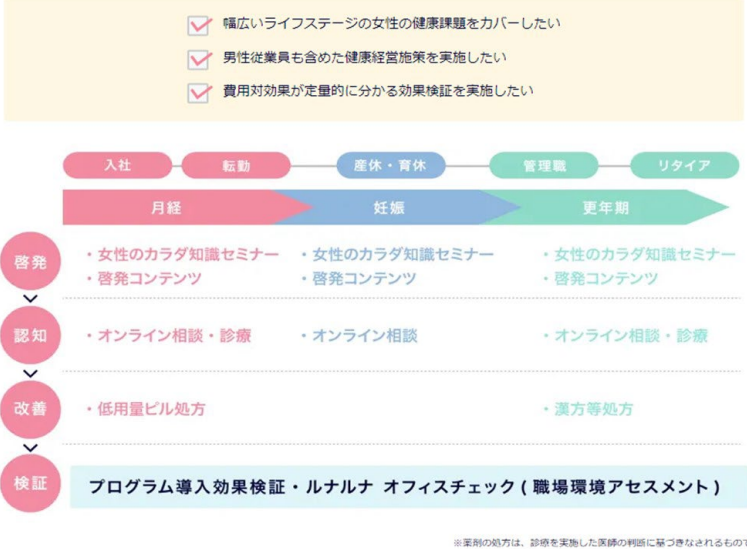 幅広いライフステージの女性の健康課題をカバーしたい
男性従業員も含めた健康経営施策を実施したい
費用対効果が定量的に分かる効果検証を実施したい
入社 転勤 産休・育休 管理職 リタイア
月経 妊娠 更年期
啓発
・女性のカラダ知識セミナー ・女性のカラダ知識セミナー ・女性のカラダ知識セミナー
・啓発コンテンツ ・啓発コンテンツ ・啓発コンテンツ
認知 ・オンライン相談・診療 ・オンライン相談 ・オンライン相談・診療
改善 ・低用量ピル処方 ・漢方等処方
検証 プログラム導入効果検証・ルナルナ オフィスチェック(職場環境アセスメント)
※薬剤の処方は、診療を実施した医師の判断に基づきなされるもので